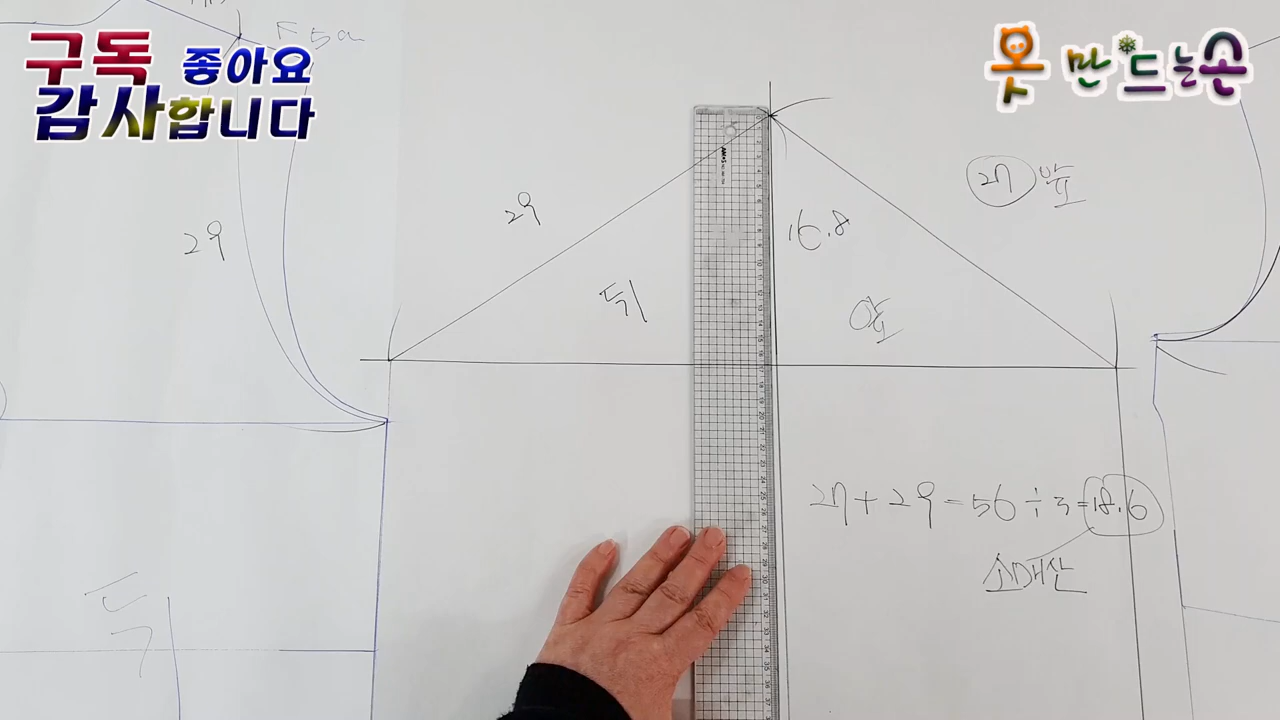 구독 좋아요
감사합니다
옷 만드는손
5cm
29
29
27 앞
16.8
뒤
앞
27+29=56÷3=18.6
소매산
뒤